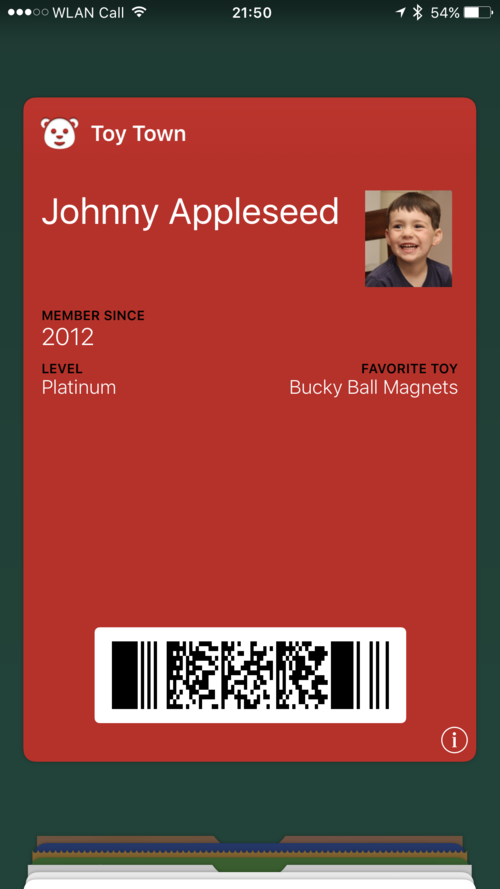 WLAN Call 21:50 54%
Toy Town
Johnny Appleseed
MEMBER SINCE
2012
LEVEL FAVORITE TOY
Platinum Bucky Ball Magnets